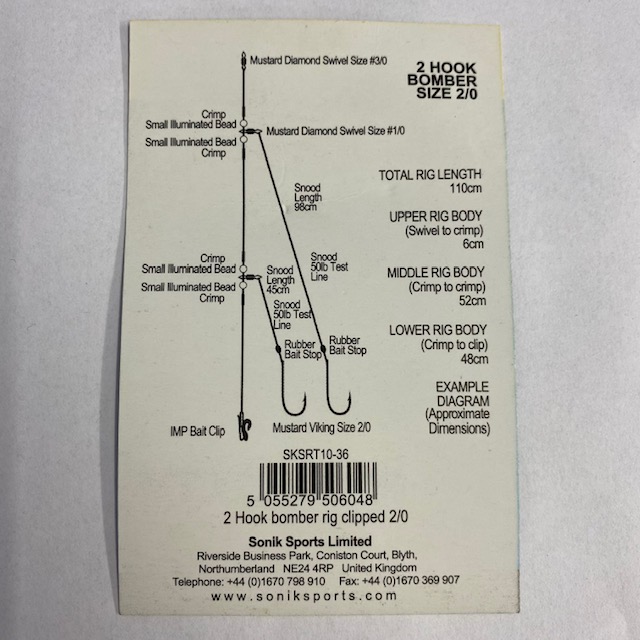 Mustard Diamond Swivel Size #3/0
2 HOOK
BOMBER
SIZE 2/0
Crimp
Small Illuminated Bead
Mustard Diamond Swivel Size #1/0
Small Illuminated Bead
Crimp
TOTAL RIG LENGTH
110cm
Snood
Length
98cm
UPPER RIG BODY
(Swivel to crimp)
6cm
Crimp
Small Illuminated Bead
Small Illuminated Bead
Crimp
Snood
Length
45cm
Snood
50lb Test
Line
MIDDLE RIG BODY
(Crimp to crimp)
52cm
Snood
50lb Test
Line
Rubber
Bait Stop
Rubber
Bait Stop
LOWER RIG BODY
(Crimp to clip)
48cm
EXAMPLE
DIAGRAM
(Approximate
Dimensions)
IMP Bait Clip
Mustard Viking Size 2/0
SKSRT10-36
5 055279 506048
2 Hook bomber rig clipped 2/0
Sonik Sports Limited
Riverside Business Park, Coniston Court, Blyth,
Northumberland NE24 4RP United Kingdom
Telephone: +44 (0)1670 798 910 Fax: +44 (0)1670 369 907
www.soniksports.com